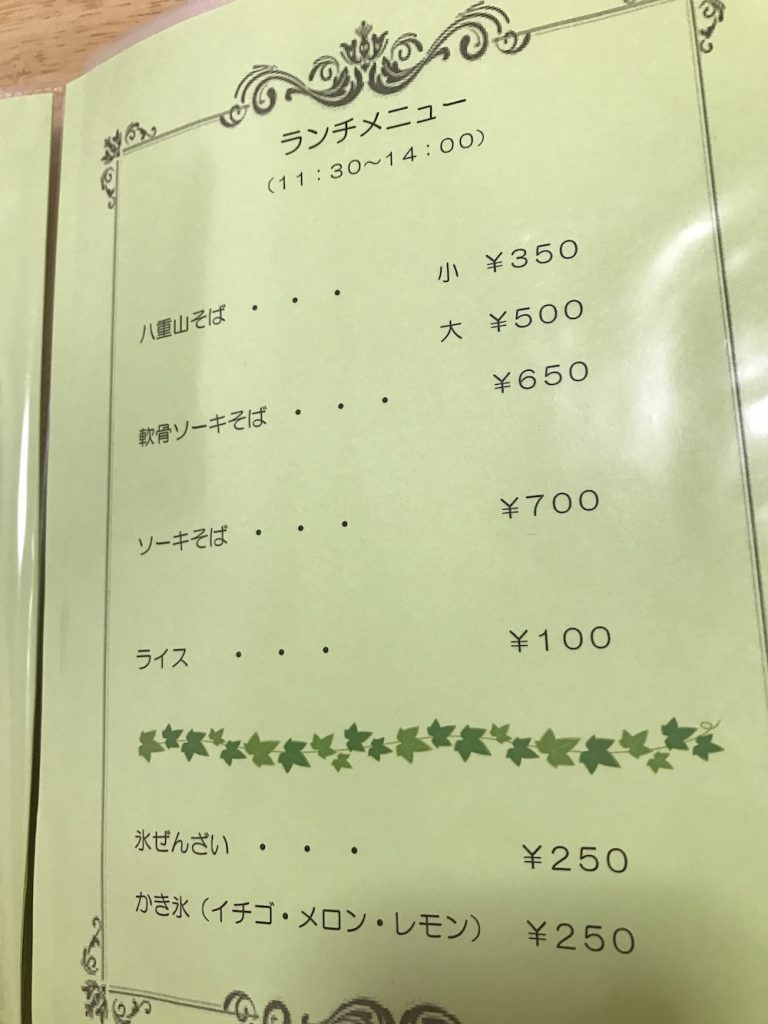 ランチメニュー
（11：30～14：00）
八重山そば ・ ・ ・ 小 ￥350
大 ￥500
軟骨ソーキそば ・ ・ ・ ￥650
ソーキそば ・ ・ ・ ￥700
ライス ・ ・ ・ ￥100
氷ぜんざい ・ ・ ・ ￥250
かき氷（イチゴ・メロン・レモン） ￥250